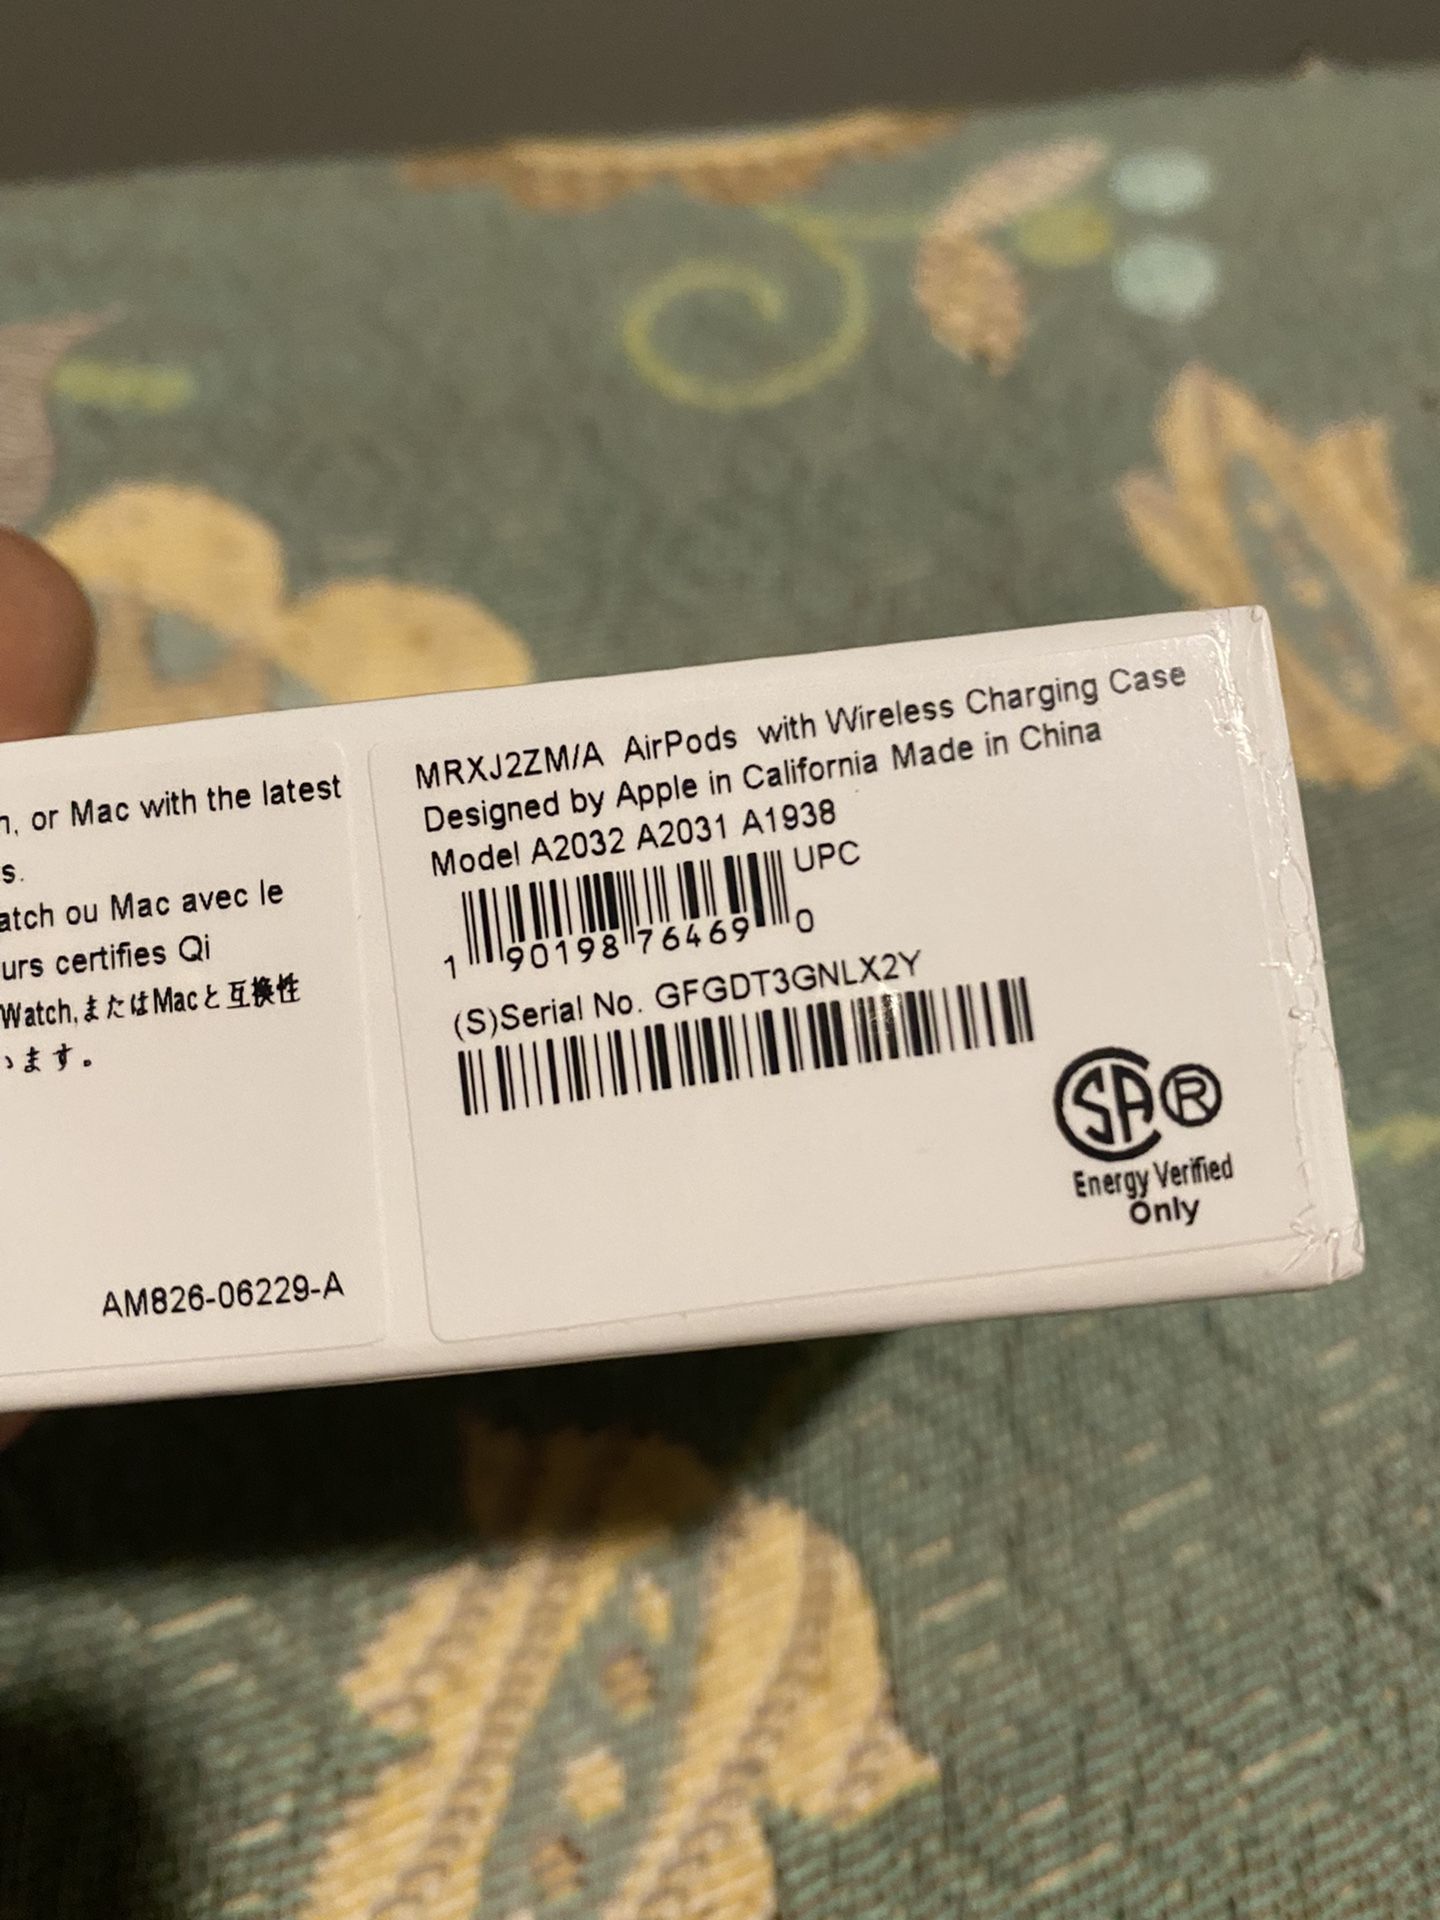 n, or Mac with the latest
s.
atch ou Mac avec le
urs certifies Qi
Watch,またはMacと互換性
います。
AM826-06229-A
MRXJ2ZM/A AirPods with Wireless Charging Case
Designed by Apple in California Made in China
Model A2032 A2031 A1938
UPC
1 90198 76469 0
(S)Serial No. GFGDT3GNLX2Y
SA R
Energy Verified
Only